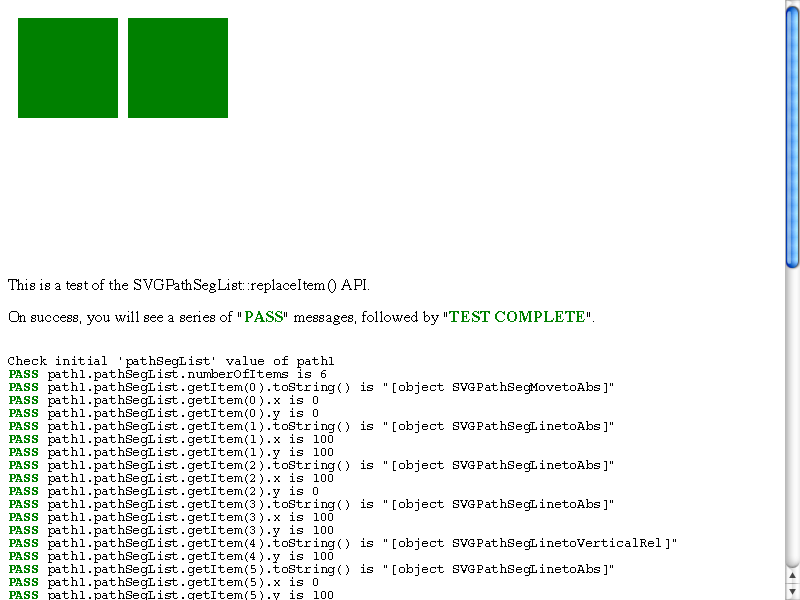 This is a test of the SVGPathSegList::replaceItem() API.
On success, you will see a series of "PASS" messages, followed by "TEST COMPLETE".
Check initial 'pathSegList' value of path1
PASS path1.pathSegList.numberOfItems is 6
PASS path1.pathSegList.getItem(0).toString() is "[object SVGPathSegMovetoAbs]"
PASS path1.pathSegList.getItem(0).x is 0
PASS path1.pathSegList.getItem(0).y is 0
PASS path1.pathSegList.getItem(1).toString() is "[object SVGPathSegLinetoAbs]"
PASS path1.pathSegList.getItem(1).x is 100
PASS path1.pathSegList.getItem(1).y is 100
PASS path1.pathSegList.getItem(2).toString() is "[object SVGPathSegLinetoAbs]"
PASS path1.pathSegList.getItem(2).x is 100
PASS path1.pathSegList.getItem(2).y is 0
PASS path1.pathSegList.getItem(3).toString() is "[object SVGPathSegLinetoAbs]"
PASS path1.pathSegList.getItem(3).x is 100
PASS path1.pathSegList.getItem(3).y is 100
PASS path1.pathSegList.getItem(4).toString() is "[object SVGPathSegLinetoVerticalRel]"
PASS path1.pathSegList.getItem(4).y is 100
PASS path1.pathSegList.getItem(5).toString() is "[object SVGPathSegLinetoAbs]"
PASS path1.pathSegList.getItem(5).x is 0
PASS path1.pathSegList.getItem(5).y is 100